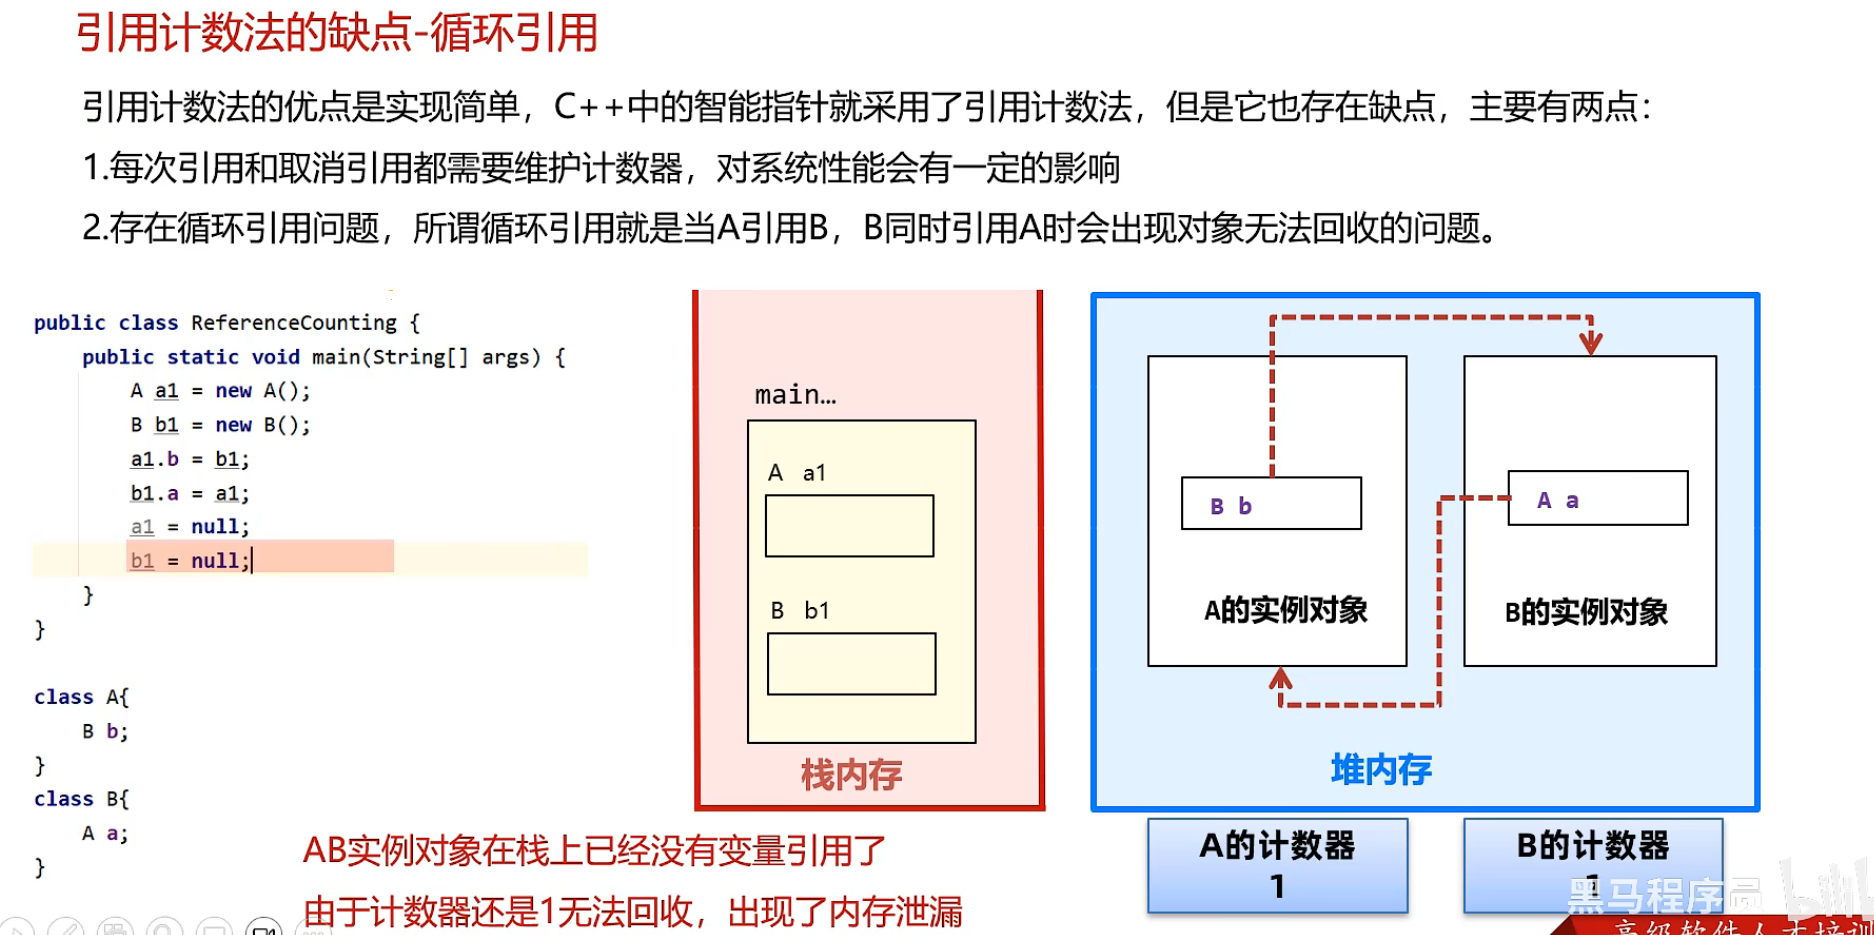 引用计数法的缺点-循环引用
引用计数法的优点是实现简单，C++中的智能指针就采用了引用计数法，但是它也存在缺点，主要有两点：
1.每次引用和取消引用都需要维护计数器，对系统性能会有一定的影响
2.存在循环引用问题，所谓循环引用就是当A引用B，B同时引用A时会出现对象无法回收的问题。
public class ReferenceCounting {
public static void main(String[] args) {
A a1 = new A();
B b1 = new B();
a1.b = b1;
b1.a = a1;
a1 = null;
b1 = null;
}
}
class A{
B b;
}
class B{
A a;
}
main…
A a1
B b1
栈内存
B b
A的实例对象
A a
B的实例对象
堆内存
A的计数器
1
B的计数器
1
AB实例对象在栈上已经没有变量引用了
由于计数器还是1无法回收，出现了内存泄漏
黑马程序员
高级软件人才培训